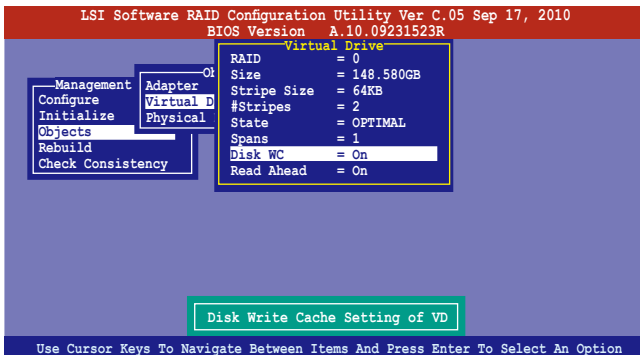 LSI Software RAID Configuration Utility Ver C.05 Sep 17, 2010
BIOS Version A.10.09231523R
Management
Configure
Initialize
Objects
Rebuild
Check Consistency
Ob
Adapter
Virtual D
Physical
Virtual Drive
RAID = 0
Size = 148.580GB
Stripe Size = 64KB
#Stripes = 2
State = OPTIMAL
Spans = 1
Disk WC = On
Read Ahead = On
Disk Write Cache Setting of VD
Use Cursor Keys To Navigate Between Items And Press Enter To Select An Option